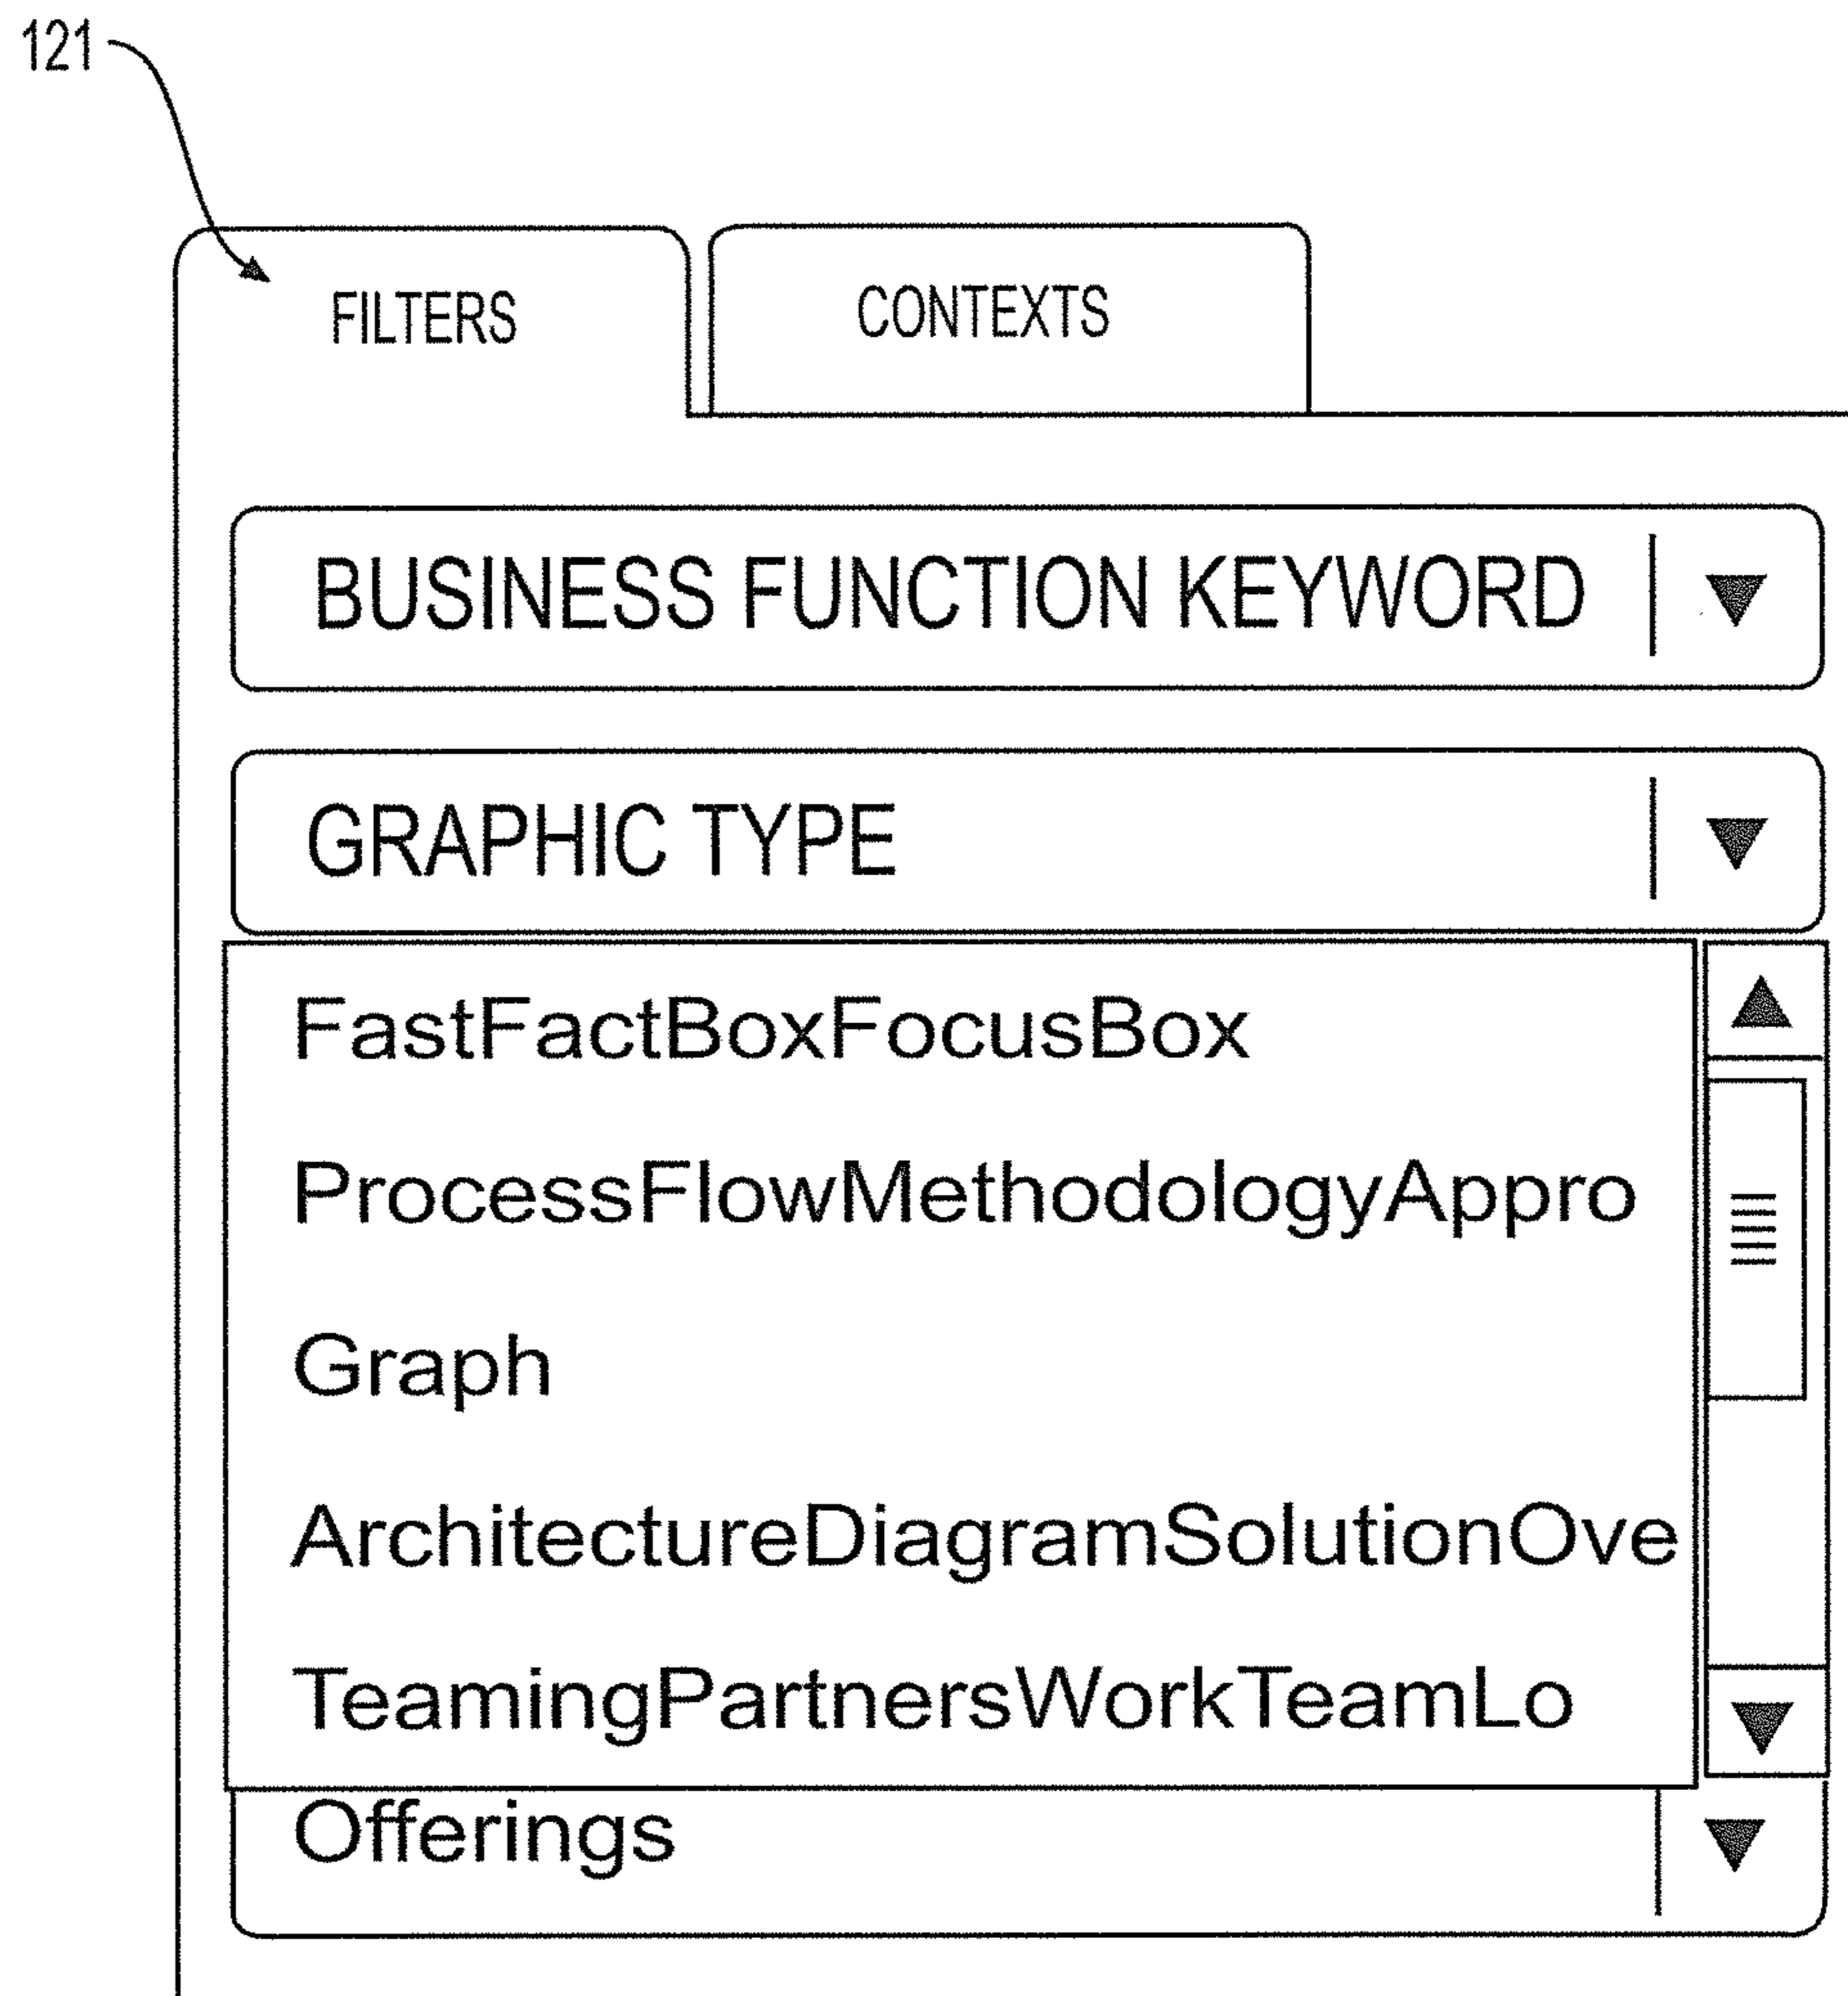 121
FILTERS
CONTEXTS
BUSINESS FUNCTION KEYWORD
GRAPHIC TYPE
FastFactBoxFocusBox
ProcessFlowMethodologyAppro
Graph
ArchitectureDiagramSolutionOve
TeamingPartnersWorkTeamLo
Offerings